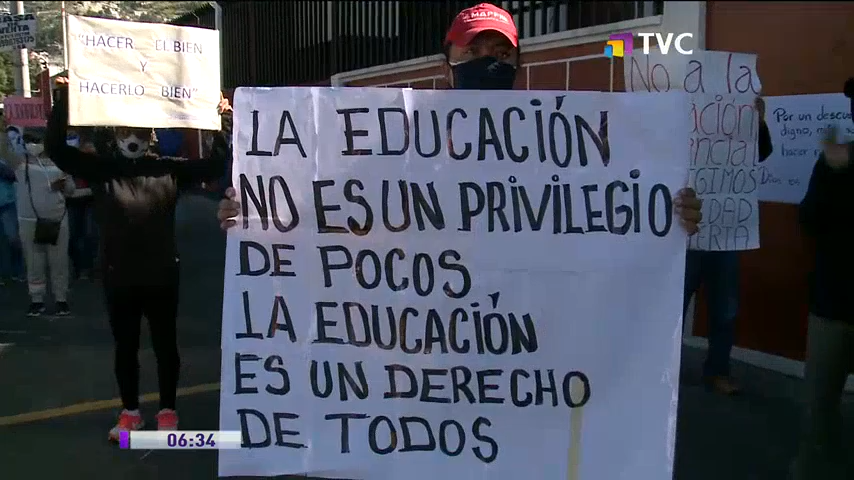 MAPFRE
TVC
"HACER EL BIEN
Y
HACERLO BIEN"
LA EDUCACIÓN
NO ES UN PRIVILEGIO
DE POCOS
LA EDUCACIÓN
ES UN DERECHO
DE TODOS
No a la
Por un
digno,
hacer
06:34